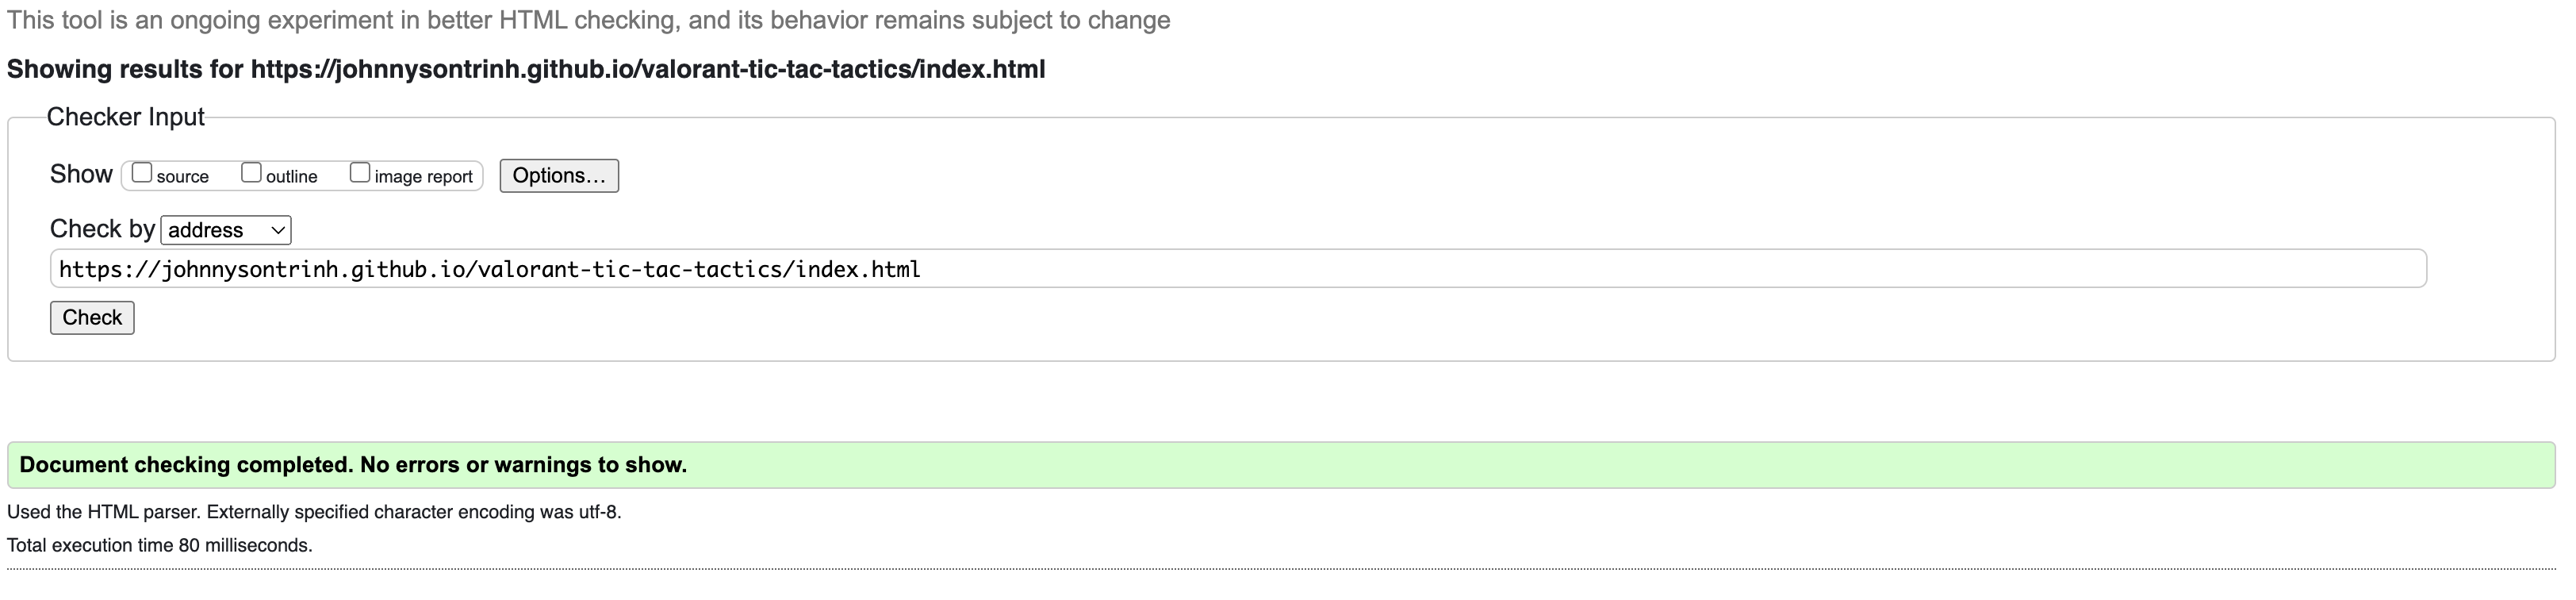 This tool is an ongoing experiment in better HTML checking, and its behavior remains subject to change
Showing results for https://johnnysontrinh.github.io/valorant-tic-tac-tactics/index.html
Checker Input
Show source outline image report Options...
Check by address
https://johnnysontrinh.github.io/valorant-tic-tac-tactics/index.html
Check
Document checking completed. No errors or warnings to show.
Used the HTML parser. Externally specified character encoding was utf-8.
Total execution time 80 milliseconds.